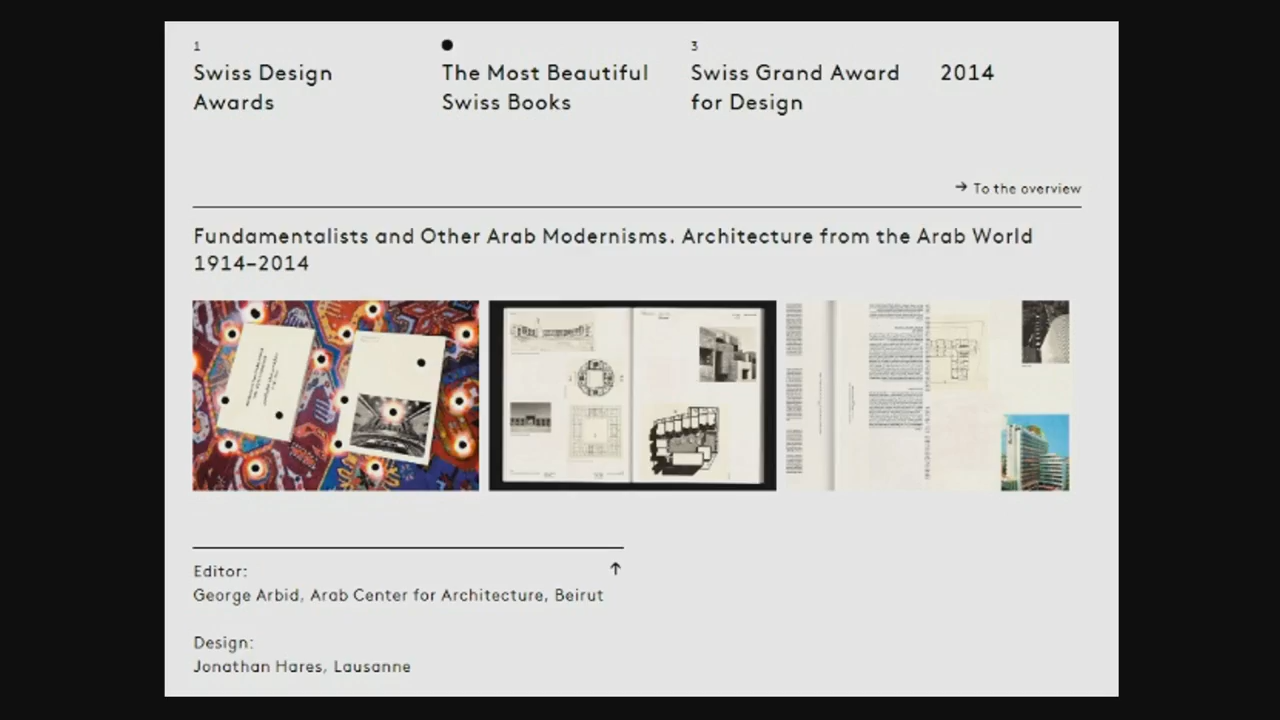 1
Swiss Design
Awards
The Most Beautiful
Swiss Books
3
Swiss Grand Award
for Design
2014
→ To the overview
Fundamentalists and Other Arab Modernisms. Architecture from the Arab World
1914–2014
Editor:
↑
George Arbid, Arab Center for Architecture, Beirut
Design:
Jonathan Hares, Lausanne